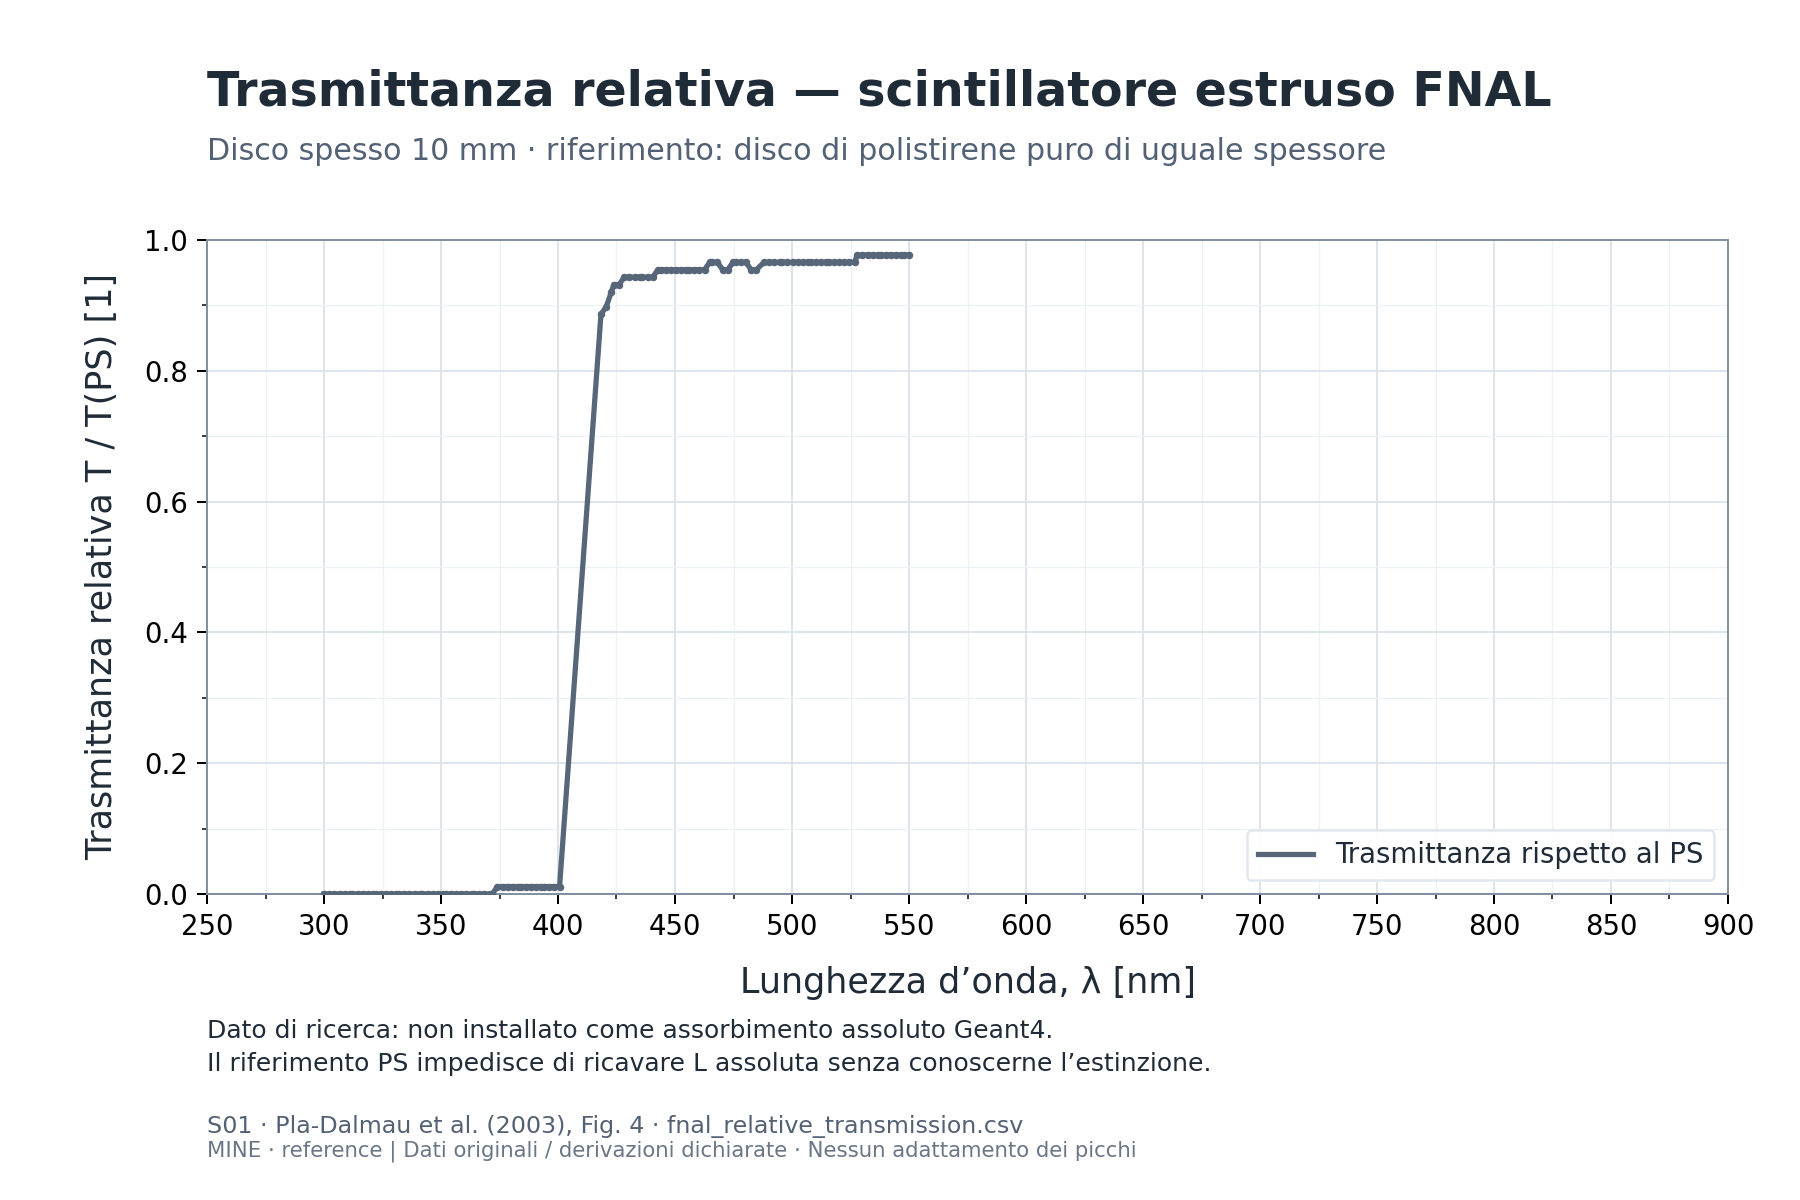 Trasmittanza relativa — scintillatore estruso FNAL
Disco spesso 10 mm · riferimento: disco di polistirene puro di uguale spessore
Trasmittanza relativa T / T(PS) [1]
1.0
0.8
0.6
0.4
0.2
0.0
Trasmittanza rispetto al PS
250 300 350 400 450 500 550 600 650 700 750 800 850 900
Lunghezza d’onda, λ [nm]
Dato di ricerca: non installato come assorbimento assoluto Geant4.
Il riferimento PS impedisce di ricavare L assoluta senza conoscerne l’estinzione.
S01 · Pla-Dalmau et al. (2003), Fig. 4 · fnal_relative_transmission.csv
MINE · reference | Dati originali / derivazioni dichiarate · Nessun adattamento dei picchi